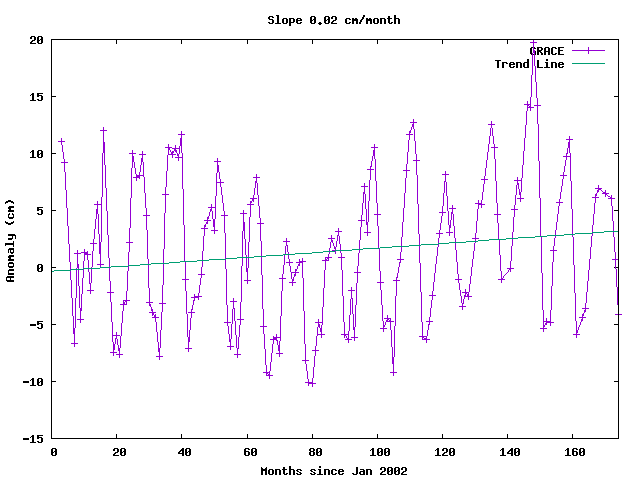 Slope 0.02 cm/month
GRACE
Trend Line
20
15
10
5
0
-5
-10
-15
Anomaly (cm)
0 20 40 60 80 100 120 140 160
Months since Jan 2002